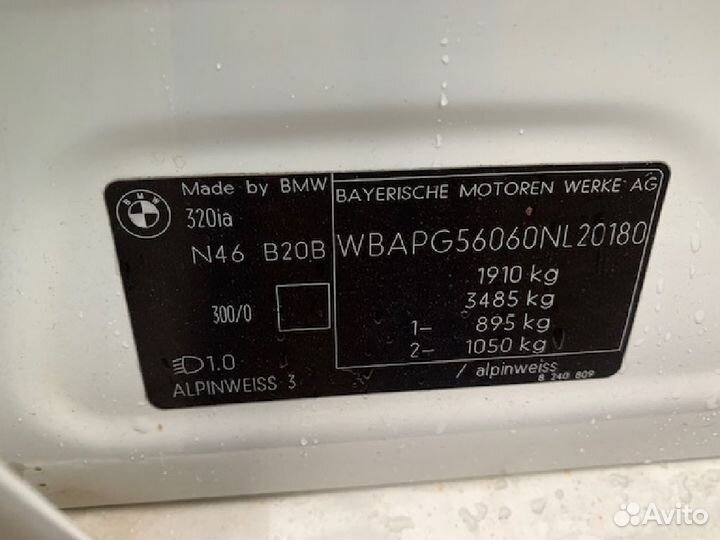 BMW
Made by BMW
320ia
N46 B20B
300/0
1.0
ALPINWEISS 3
BAYERISCHE MOTOREN WERKE AG
WBAPG56060NL20180
1910 kg
3485 kg
1– 895 kg
2– 1050 kg
/ alpinweiss
8 240 809
Avito